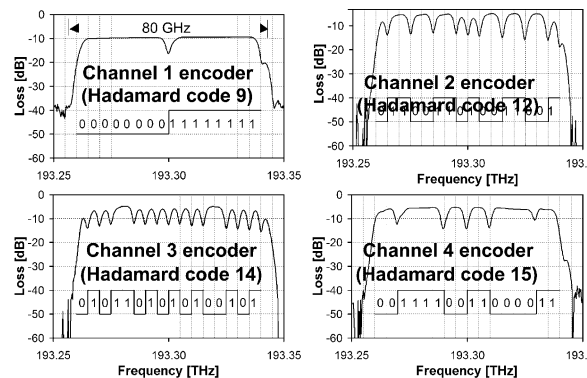 0
-10
-20
-30
-40
-50
-60
Loss [dB]
80 GHz
Channel 1 encoder
(Hadamard code 9)
0 0 0 0 0 0 0 0 1 1 1 1 1 1 1 1
193.25 193.30 193.35
-10
-20
-30
-40
-50
-60
Loss [dB]
Channel 2 encoder
(Hadamard code 12)
193.25 193.30 193.
Frequency [THz]
0
-10
-20
-30
-40
-50
-60
Loss [dB]
Channel 3 encoder
(Hadamard code 14)
0 1 0 1 1 0 1 0 1 0 1 0 0 1 0 1
193.25 193.30 193.35
Frequency [THz]
0
-10
-20
-30
-40
-50
-60
Loss [dB]
Channel 4 encoder
(Hadamard code 15)
0 0 1 1 1 1 0 0 1 1 0 0 0 0 1 1
193.25 193.30 193.
Frequency [THz]